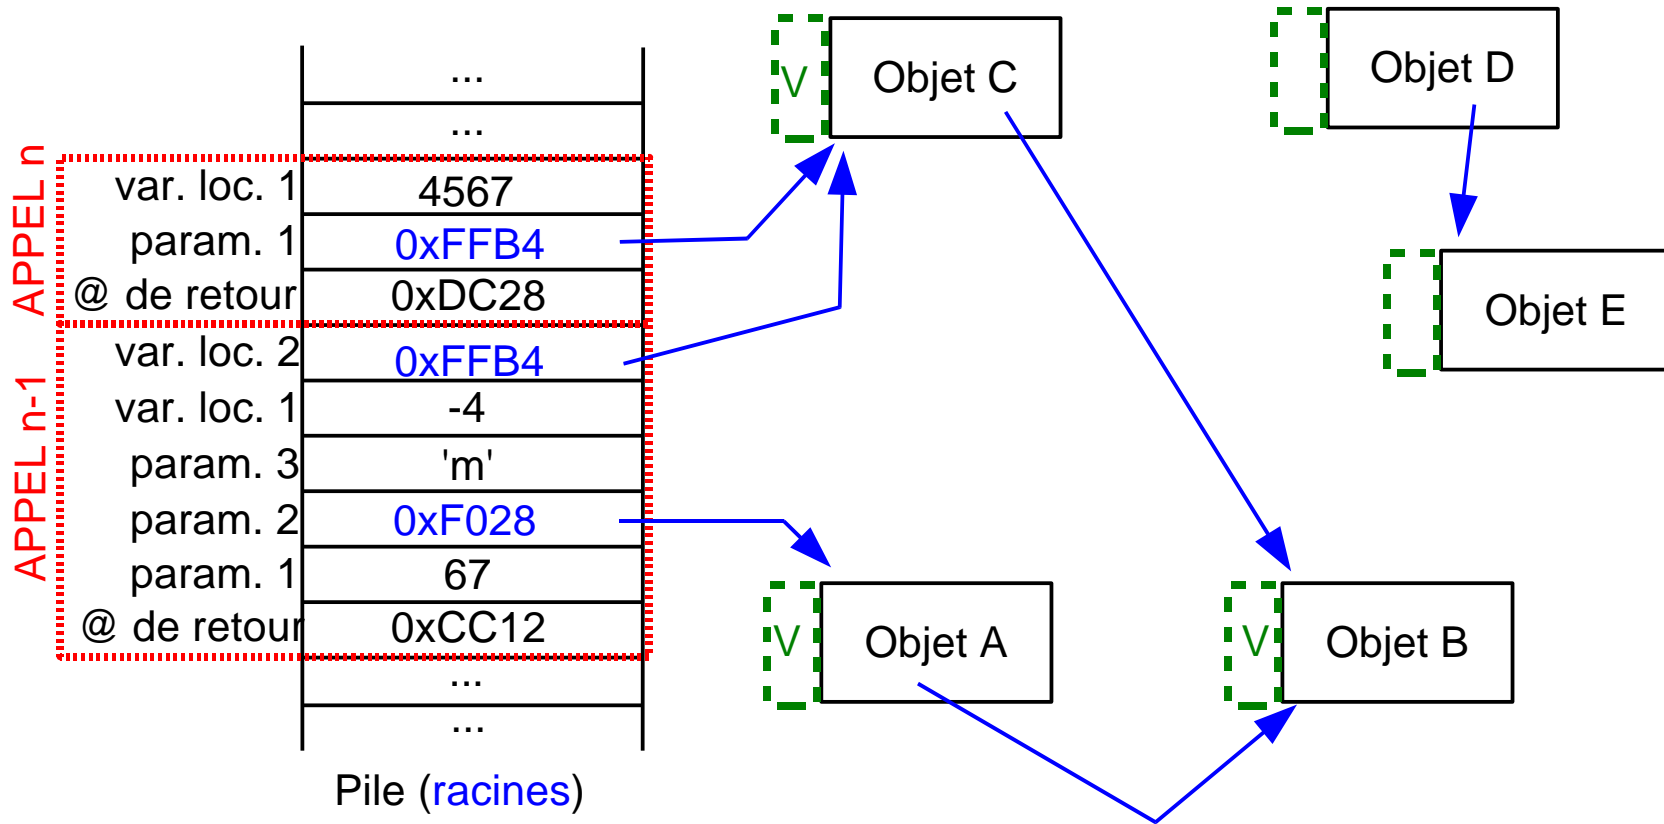 ...
...
APPEL n
var. loc. 1 4567
param. 1 0xFFB4
@ de retour 0xDC28
APPEL n-1
var. loc. 2 0xFFB4
var. loc. 1 -4
param. 3 'm'
param. 2 0xF028
param. 1 67
@ de retour 0xCC12
...
...
Pile (racines)
V Objet C
Objet D
Objet E
V Objet A
V Objet B